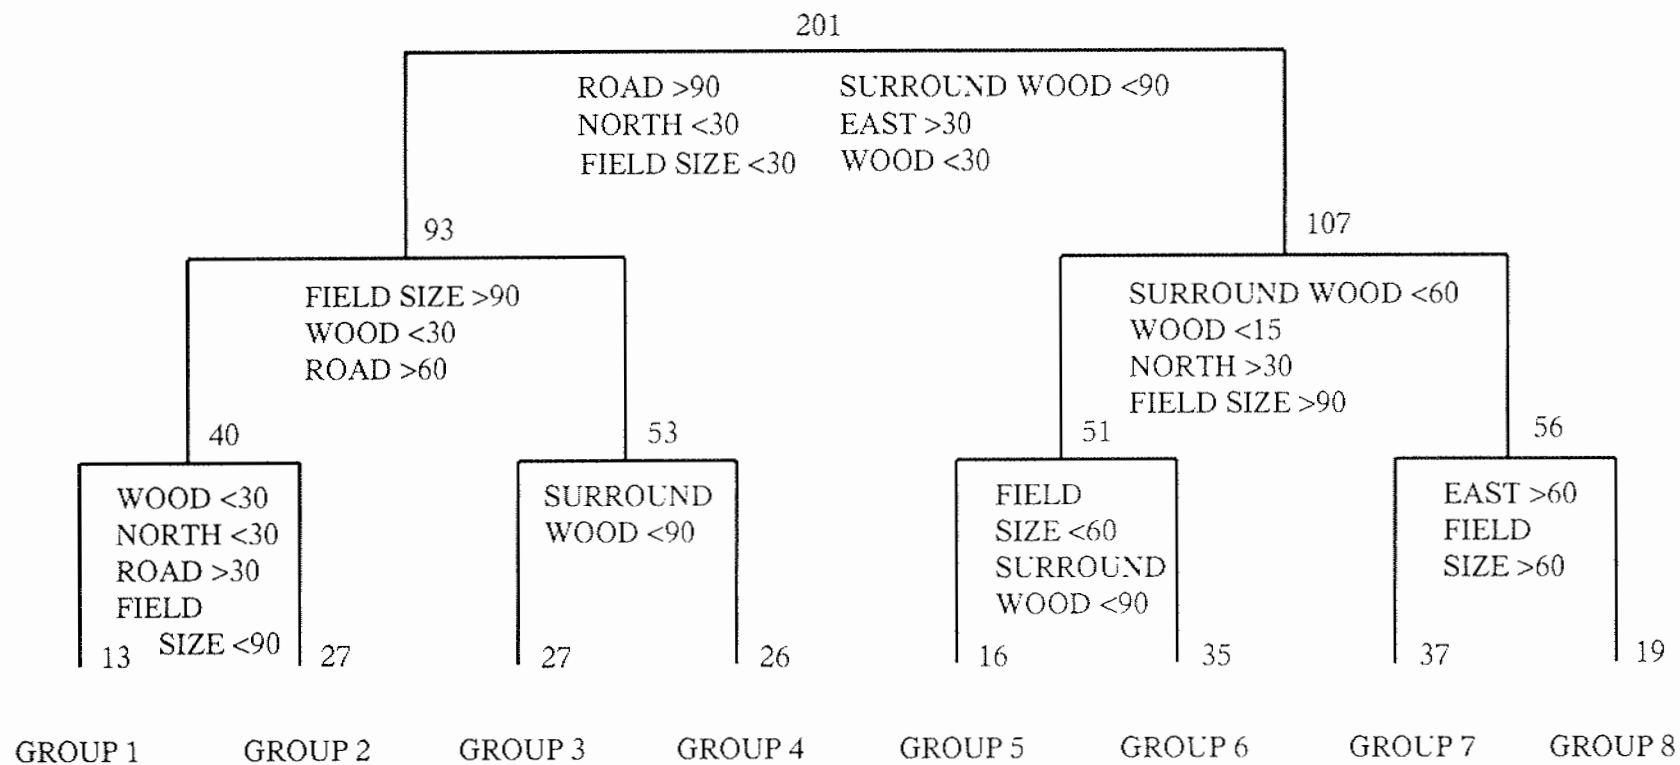 201
ROAD >90 SURROUND WOOD <90
NORTH <30 EAST >30
FIELD SIZE <30 WOOD <30
93 107
FIELD SIZE >90
WOOD <30
ROAD >60
SURROUND WOOD <60
WOOD <15
NORTH >30
FIELD SIZE >90
40 53 51 56
WOOD <30
NORTH <30
ROAD >30
FIELD
SIZE <90
SURROUND
WOOD <90
FIELD
SIZE <60
SURROUND
WOOD <90
EAST >60
FIELD
SIZE >60
13 27 27 26 16 35 37 19
GROUP 1 GROUP 2 GROUP 3 GROUP 4 GROUP 5 GROUP 6 GROUP 7 GROUP 8